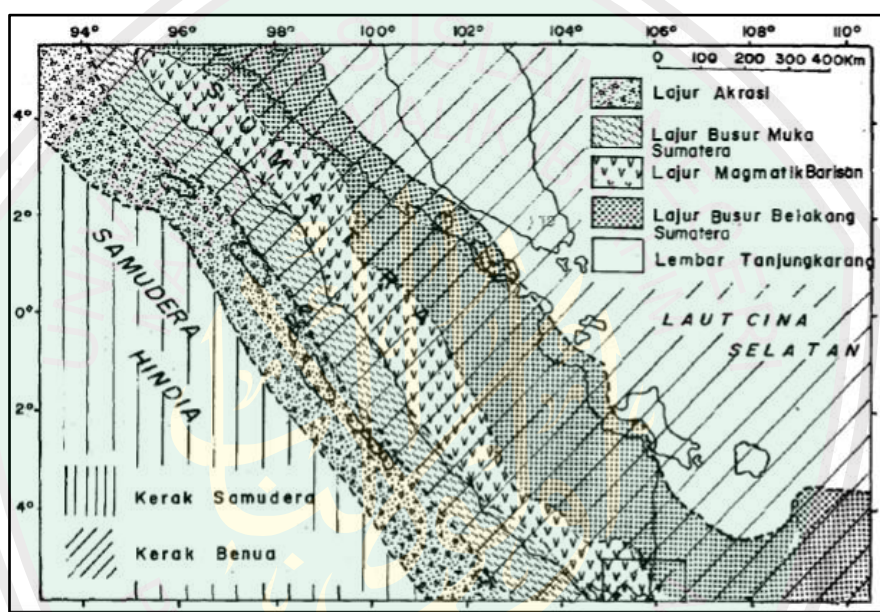 94° 96° 98° 100° 102° 104° 106° 108° 110°
0 100 200 300 400Km
Lajur Akrasi
Lajur Busur Muka
Sumatera
Lajur Magmatik Barisan
Lajur Busur Belakang
Sumatera
Lembar Tanjungkarang
4°
2°
0°
2°
4°
SUMATRA
SAMUDERA
HINDIA
LAUT CINA
SELATAN
Kerak Samudera
Kerak Benua